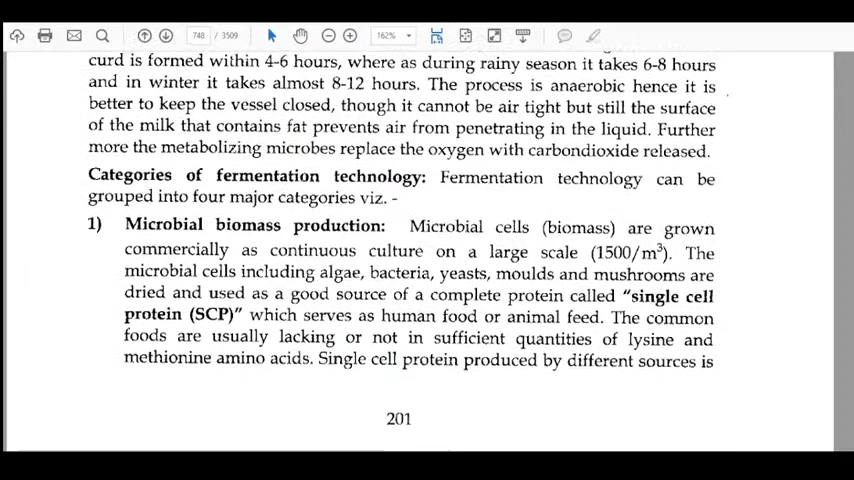 748 / 3509
162%
curd is formed within 4-6 hours, where as during rainy season it takes 6-8 hours
and in winter it takes almost 8-12 hours. The process is anaerobic hence it is
better to keep the vessel closed, though it cannot be air tight but still the surface
of the milk that contains fat prevents air from penetrating in the liquid. Further
more the metabolizing microbes replace the oxygen with carbondioxide released.
Categories of fermentation technology: Fermentation technology can be
grouped into four major categories viz. -
1) Microbial biomass production: Microbial cells (biomass) are grown
commercially as continuous culture on a large scale (1500/m³). The
microbial cells including algae, bacteria, yeasts, moulds and mushrooms are
dried and used as a good source of a complete protein called “single cell
protein (SCP)” which serves as human food or animal feed. The common
foods are usually lacking or not in sufficient quantities of lysine and
methionine amino acids. Single cell protein produced by different sources is
201